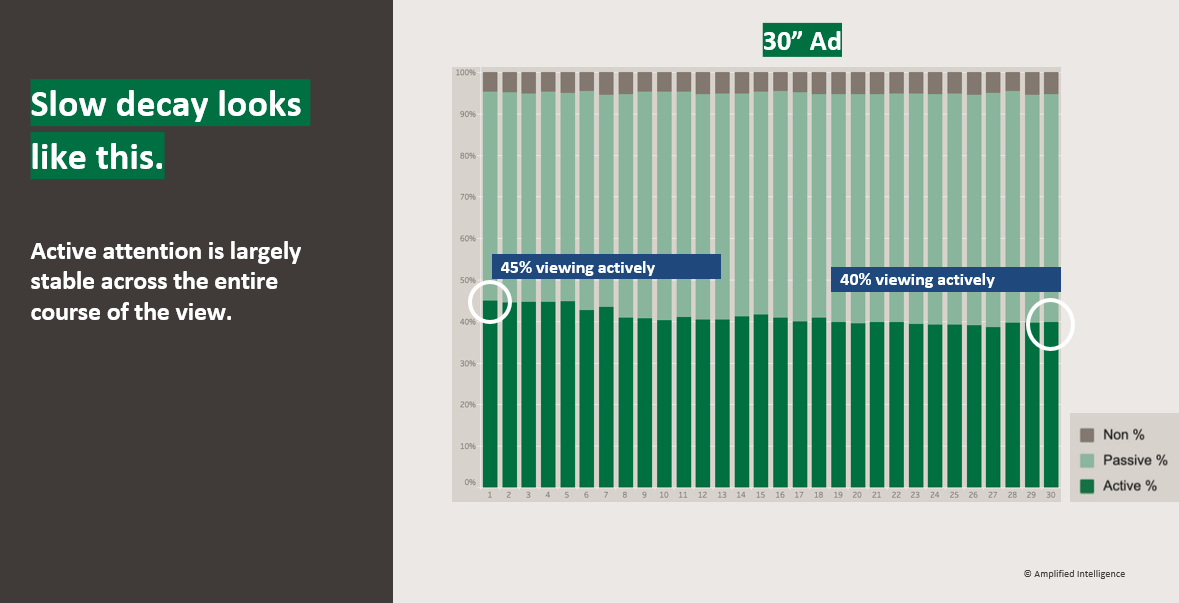 Slow decay looks
like this.
Active attention is largely
stable across the entire
course of the view.
30” Ad
100%
90%
80%
70%
60%
50%
40%
30%
20%
10%
0%
45% viewing actively
40% viewing actively
1 2 3 4 5 6 7 8 9 10 11 12 13 14 15 16 17 18 19 20 21 22 23 24 25 26 27 28 29 30
Non %
Passive %
Active %
© Amplified Intelligence